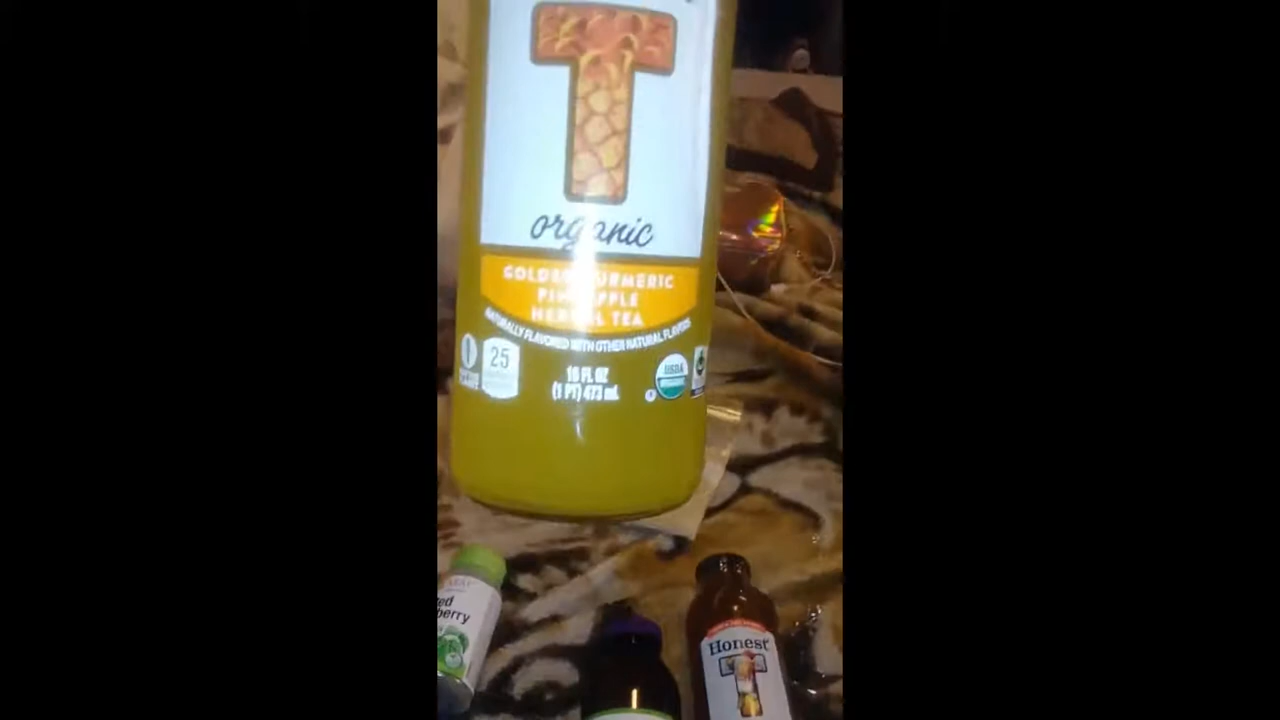 T
organic
GOLDEN TURMERIC
PINEAPPLE
HERBAL TEA
NATURALLY FLAVORED WITH OTHER NATURAL FLAVORS
25
16 FL OZ
(1 PT) 473 mL
USDA
ORGANIC
berry
Honest
T